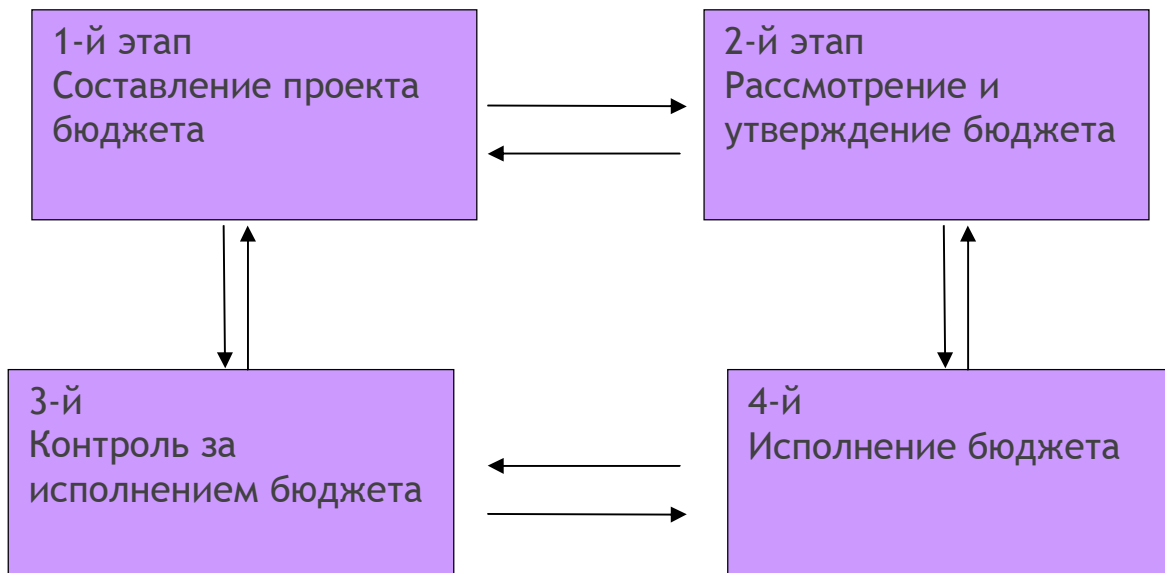 1-й этап
Составление проекта
бюджета
2-й этап
Рассмотрение и
утверждение бюджета
3-й
Контроль за
исполнением бюджета
4-й
Исполнение бюджета